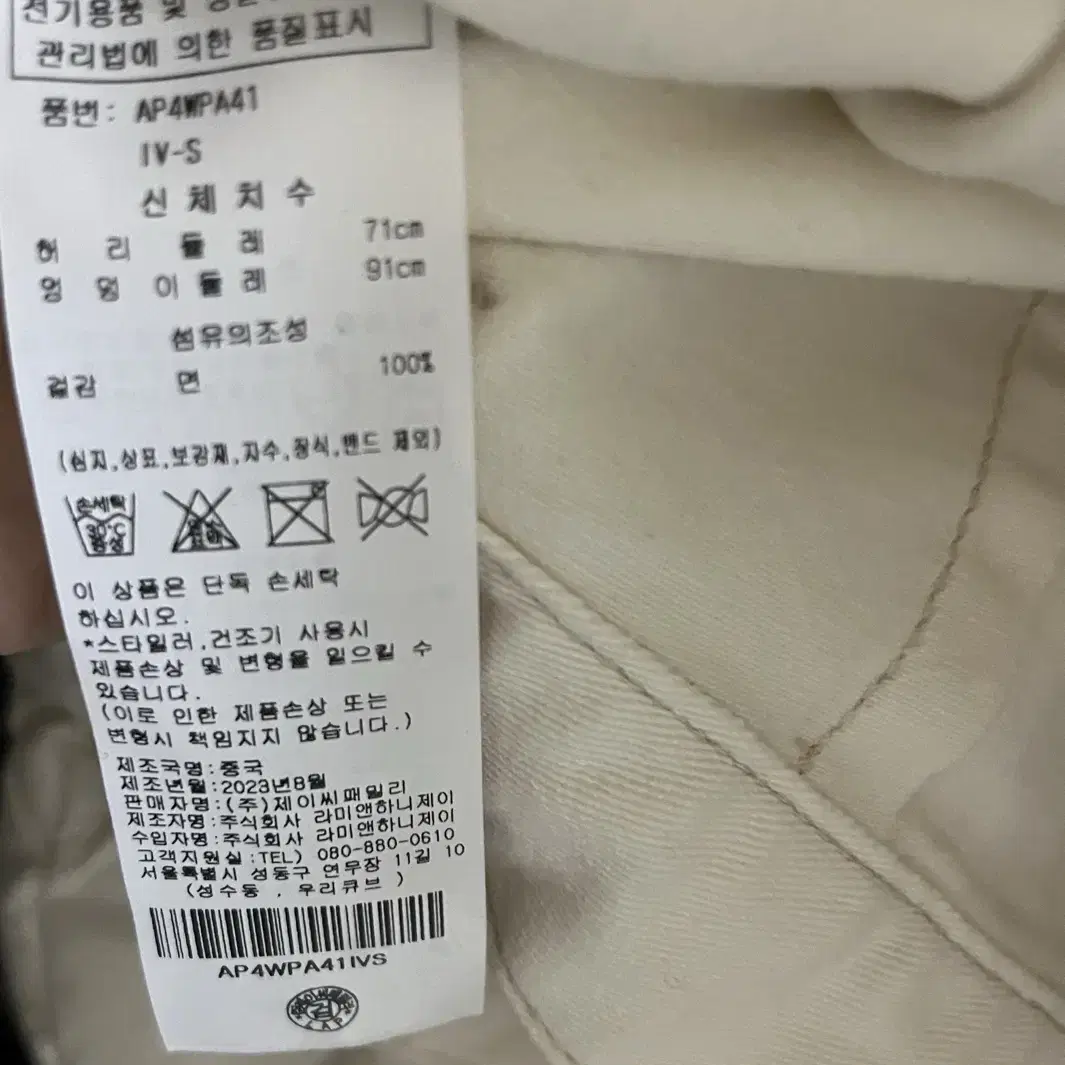 전기용품 및
관리법에 의한 품질표시
품번: AP4WPA41
IV-S
신체치수
허리둘레 71cm
엉덩이둘레 91cm
섬유의조성
겉감 면 100%
(심지,상표,보강재,자수,장식,밴드 제외)
손세탁
30℃
중성
이 상품은 단독 손세탁
하십시오.
*스타일러,건조기 사용시
제품손상 및 변형을 일으킬 수
있습니다.
(이로 인한 제품손상 또는
변형시 책임지지 않습니다.)
제조국명:중국
제조년월:2023년8월
판매자명:(주)제이씨패밀리
제조자명:주식회사 라미앤하니제이
수입자명:주식회사 라미앤하니제이
고객지원실:TEL) 080-880-0610
서울특별시 성동구 연무장 11길 10
(성수동 , 우리큐브 )
AP4WPA41IVS
검
LAP